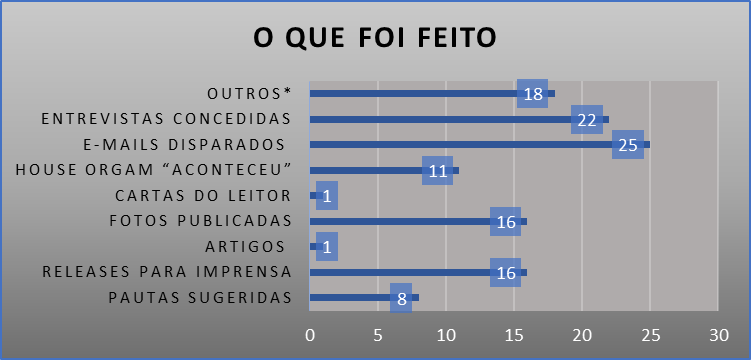 O QUE FOI FEITO
OUTROS* 18
ENTREVISTAS CONCEDIDAS 22
E-MAILS DISPARADOS 25
HOUSE ORGAM “ACONTECEU” 11
CARTAS DO LEITOR 1
FOTOS PUBLICADAS 16
ARTIGOS 1
RELEASES PARA IMPRENSA 16
PAUTAS SUGERIDAS 8
0 5 10 15 20 25 30